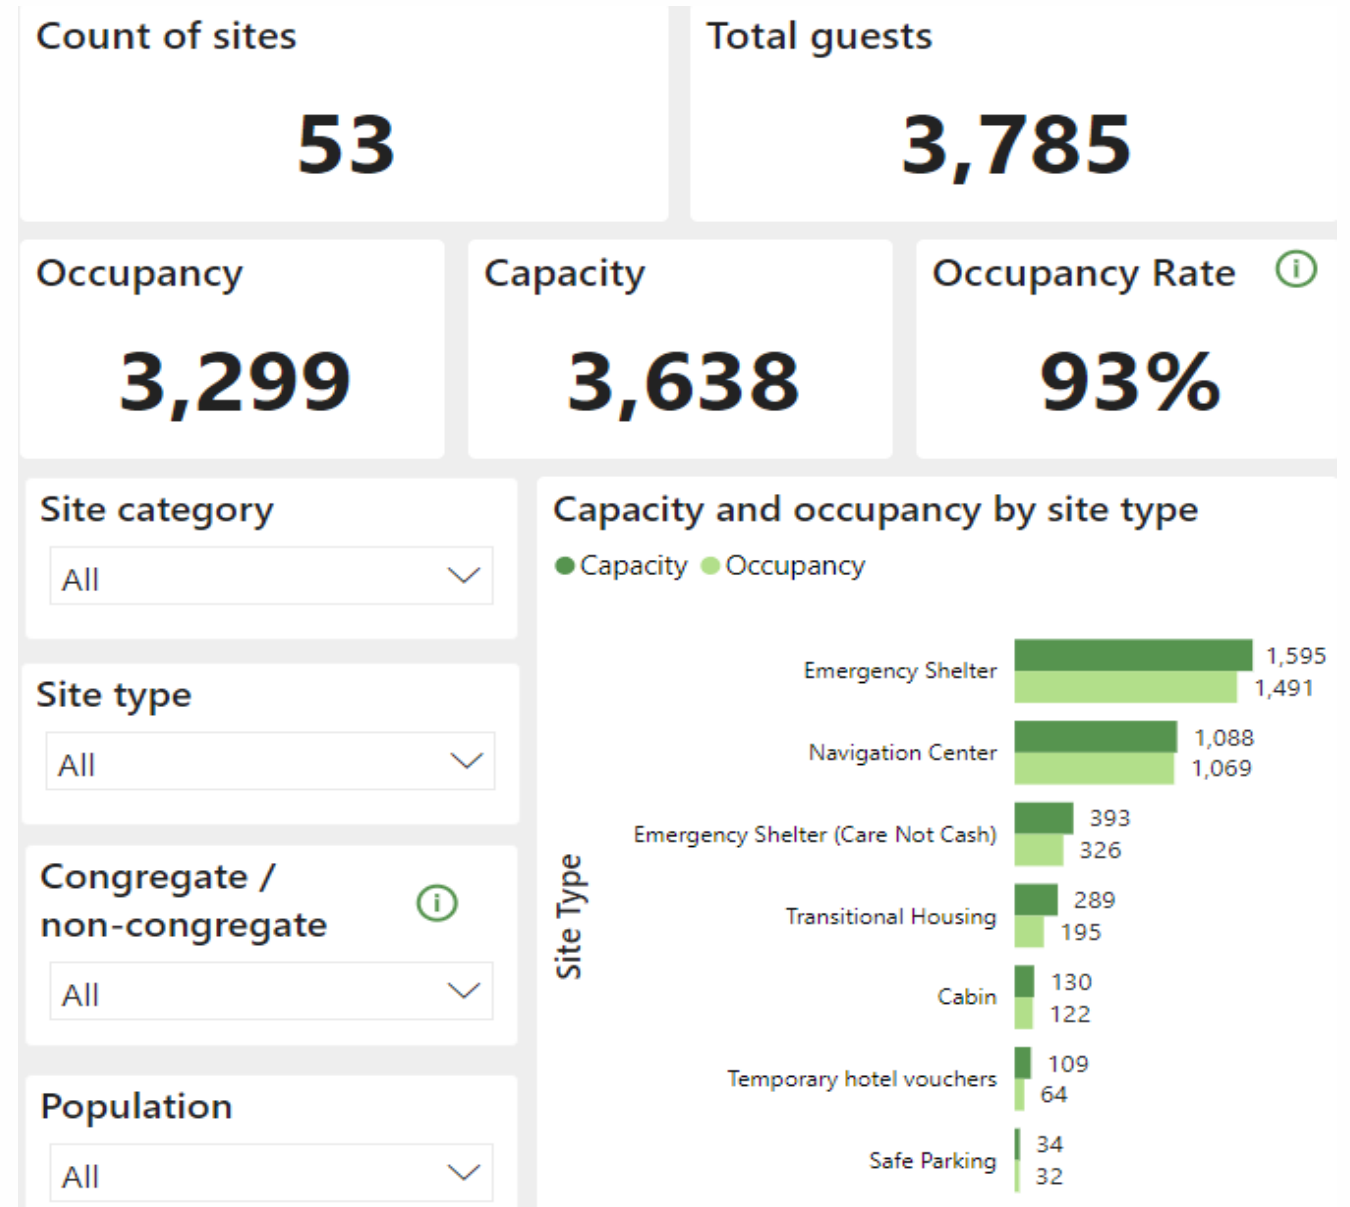 Count of sites
53
Total guests
3,785
Occupancy
3,299
Capacity
3,638
Occupancy Rate
93%
Site category
All
Site type
All
Congregate /
non-congregate
All
Population
All
Capacity and occupancy by site type
Capacity Occupancy
Site Type
Emergency Shelter
1,595
1,491
Navigation Center
1,088
1,069
Emergency Shelter (Care Not Cash)
393
326
Transitional Housing
289
195
Cabin
130
122
Temporary hotel vouchers
109
64
Safe Parking
34
32